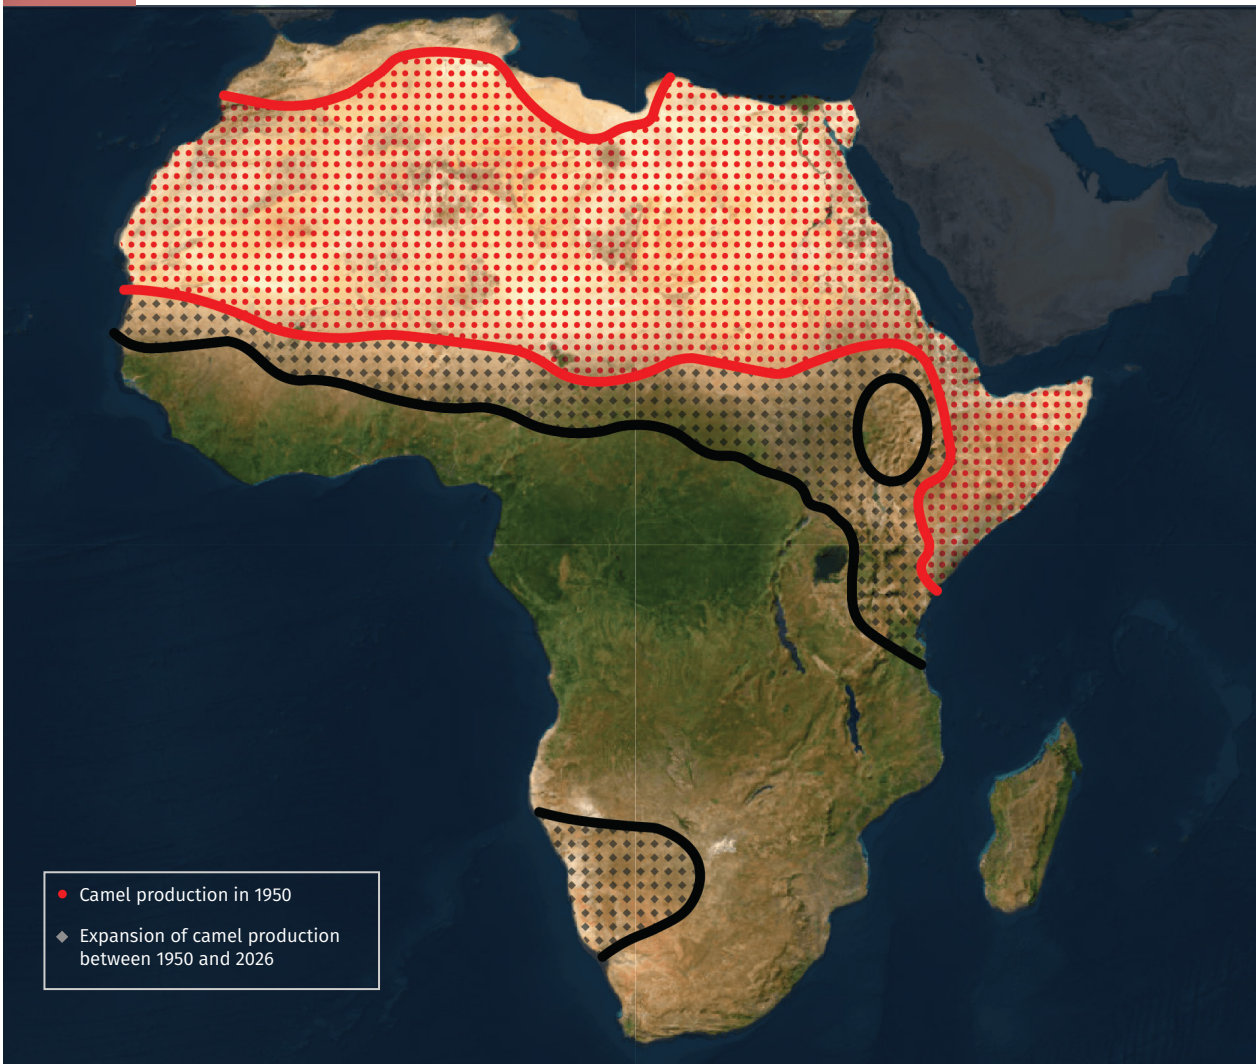 Camel production in 1950
Expansion of camel production
between 1950 and 2026